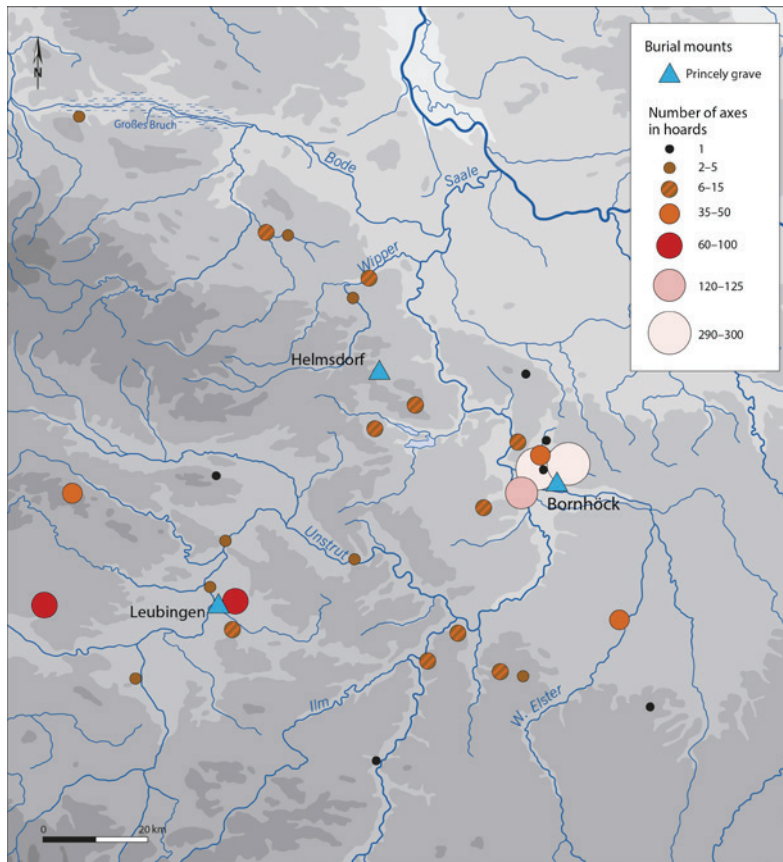 N
Großes Bruch
Bode
Saale
Wipper
Helmsdorf
Bornhöck
Unstrut
Leubingen
Ilm
W. Elster
0
20 km
Burial mounts
Princely grave
Number of axes
in hoards
1
2–5
6–15
35–50
60–100
120–125
290–300